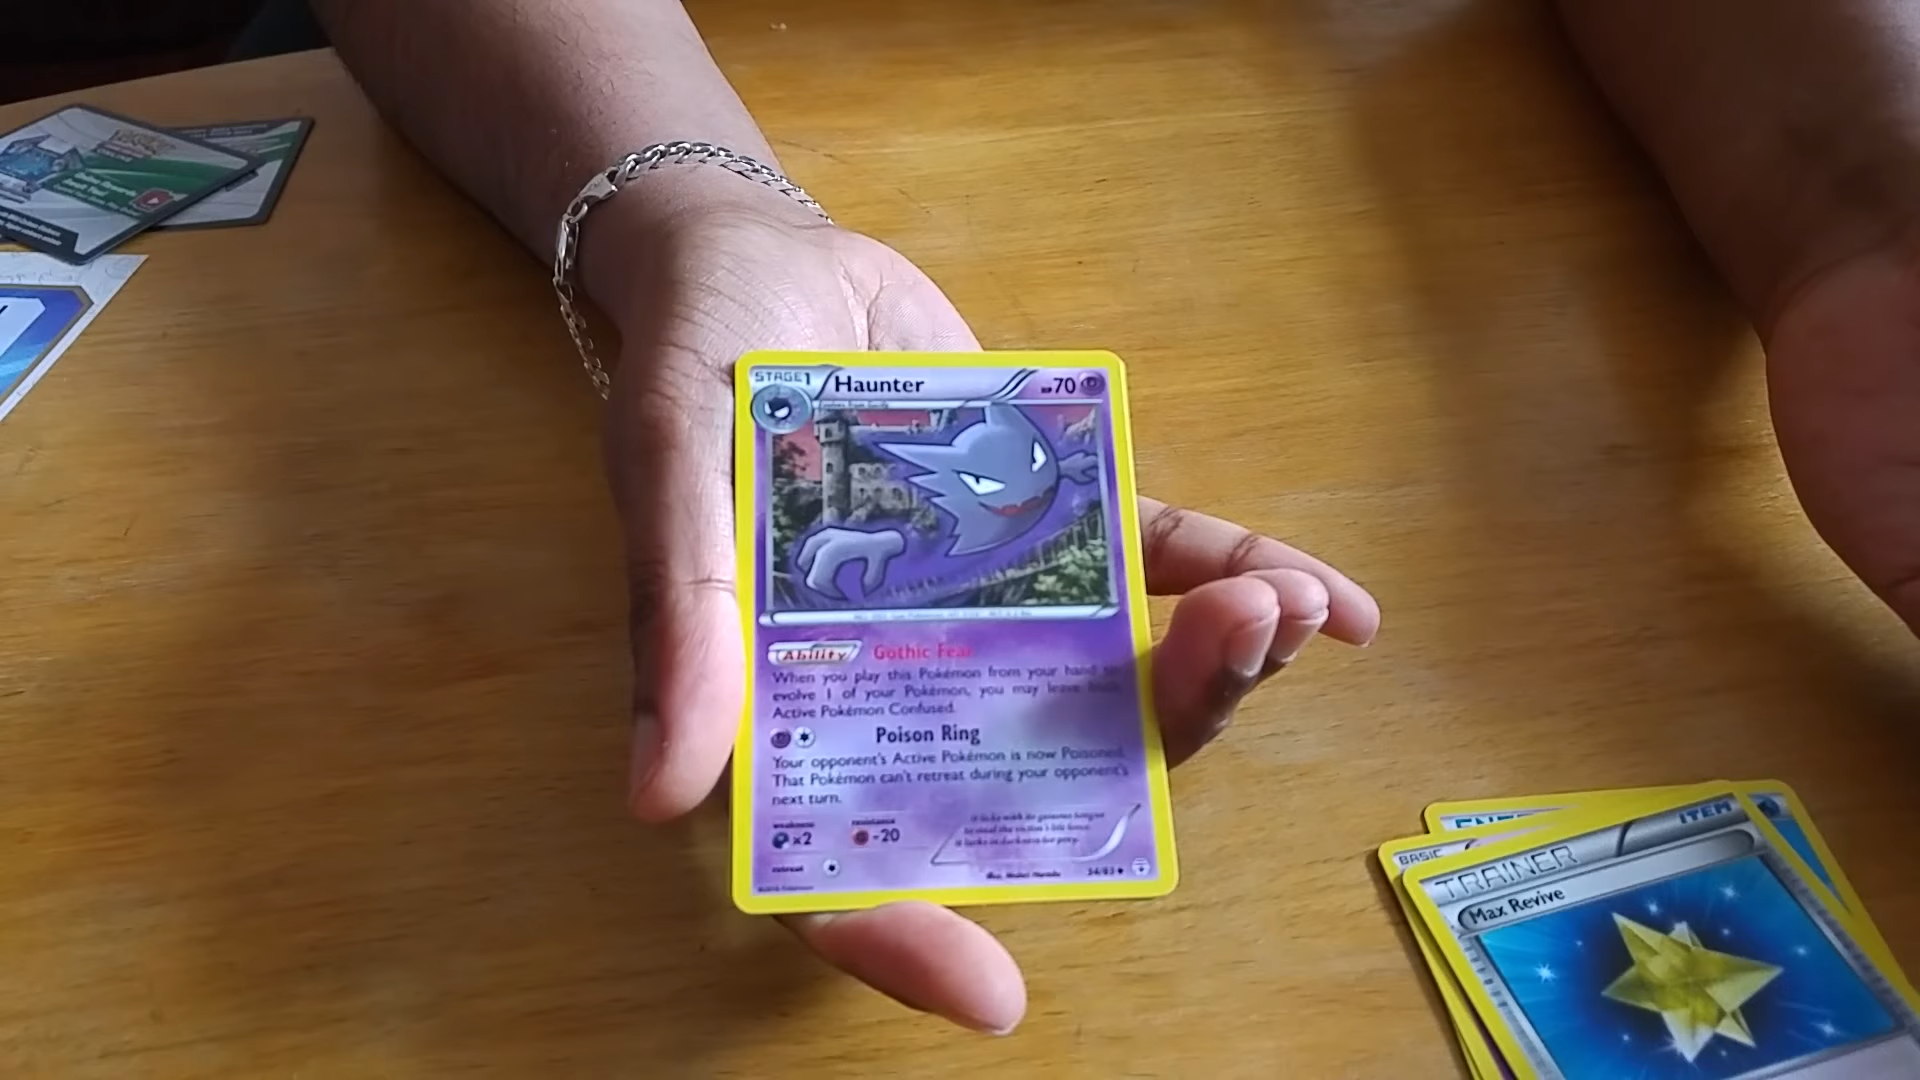 STAGE1
Haunter
HP70
Ability
Gothic Fear
When you play this Pokémon from your hand to
evolve 1 of your Pokémon, you may leave
Active Pokémon Confused.
Poison Ring
Your opponent's Active Pokémon is now Poisoned.
That Pokémon can't retreat during your opponent's
next turn.
weakness
x2
resistance
-20
retreat
34/83
BASIC
ITEM
TRAINER
Max Revive